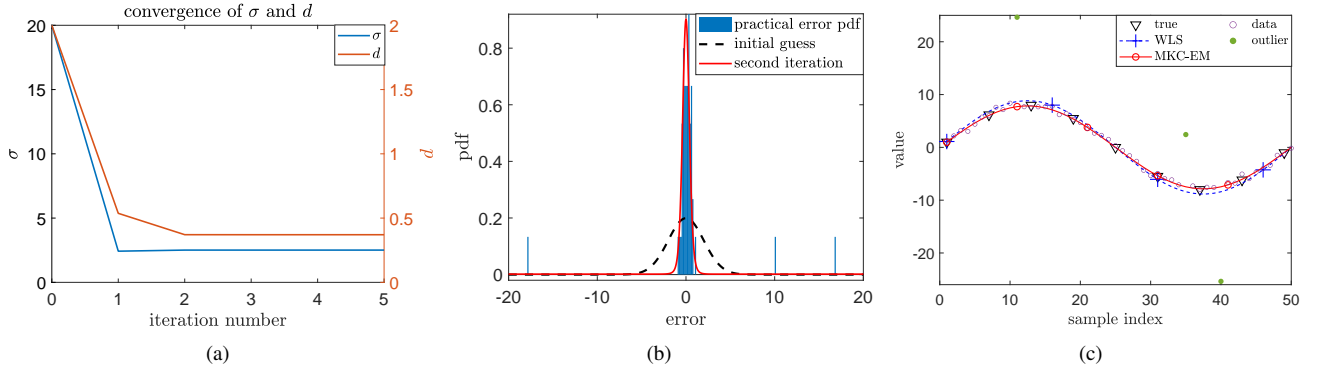 convergence of σ and d
20
15
10
5
0
σ
2
1.5
1
0.5
0
d
σ
d
0 1 2 3 4 5
iteration number
(a)
0.8
0.6
0.4
0.2
0
pdf
practical error pdf
initial guess
second iteration
-20 -10 0 10 20
error
(b)
20
10
0
-10
-20
value
true
WLS
MKC-EM
data
outlier
0 10 20 30 40 50
sample index
(c)